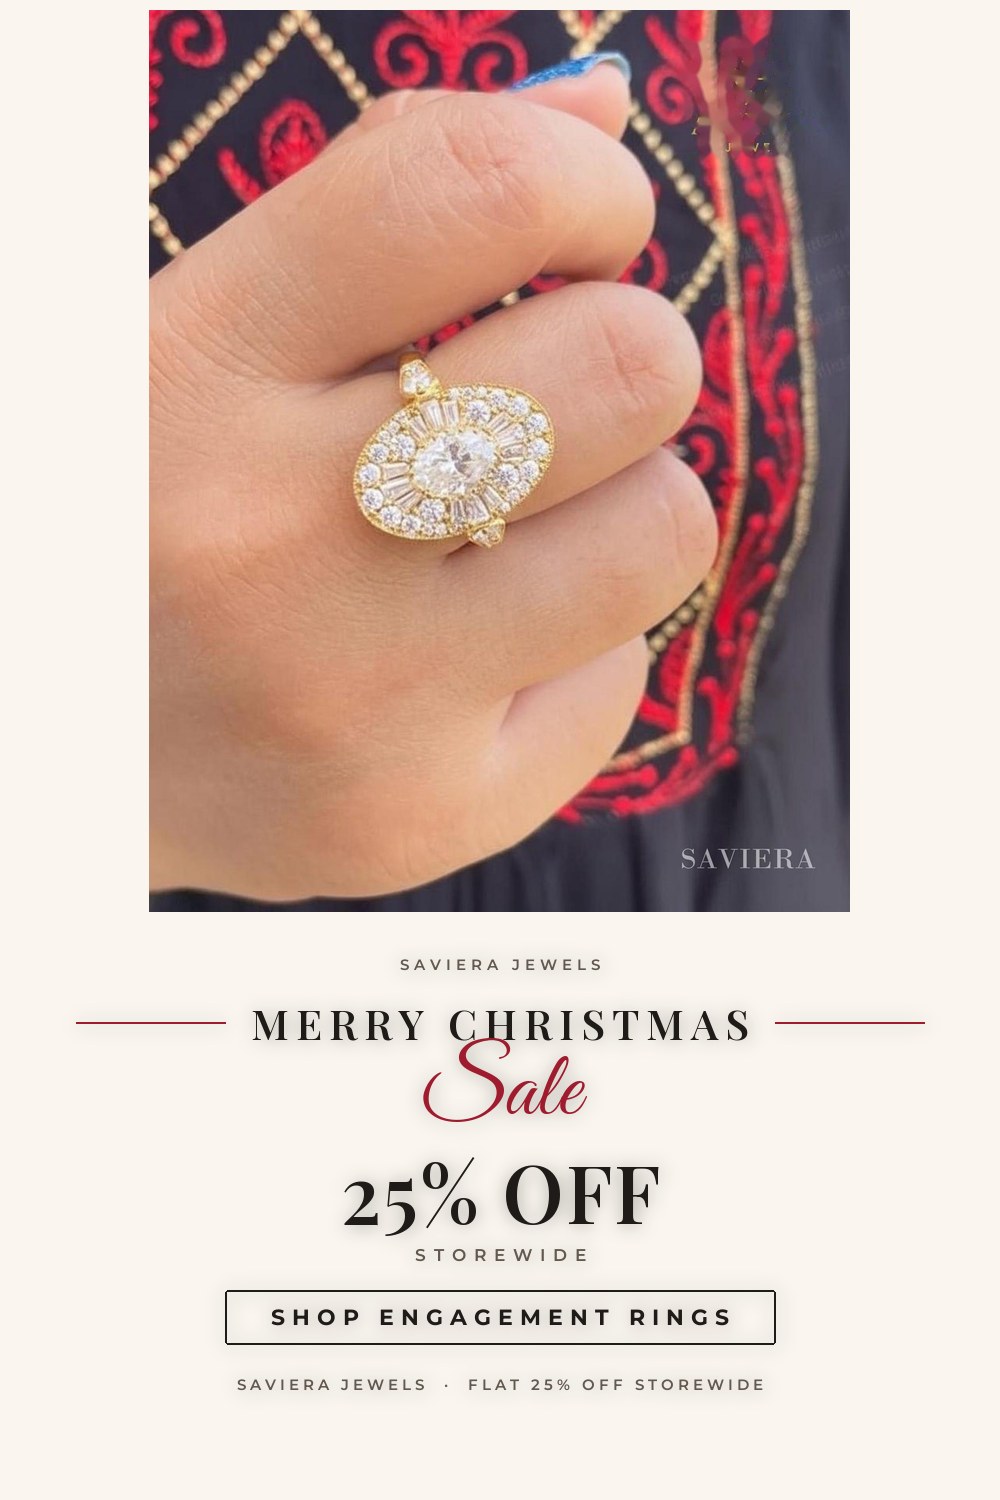 SAVIERA
SAVIERA JEWELS
MERRY CHRISTMAS
Sale
25% OFF
STOREWIDE
SHOP ENGAGEMENT RINGS
SAVIERA JEWELS · FLAT 25% OFF STOREWIDE